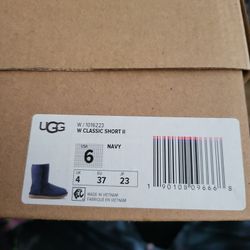 UGG
W / 1016223
W CLASSIC SHORT II
USA
6
NAVY
UK EU JP
4 37 23
MADE IN VIETNAM
FABRIQUÉ EN VIETNAM
1 90108 09666 8